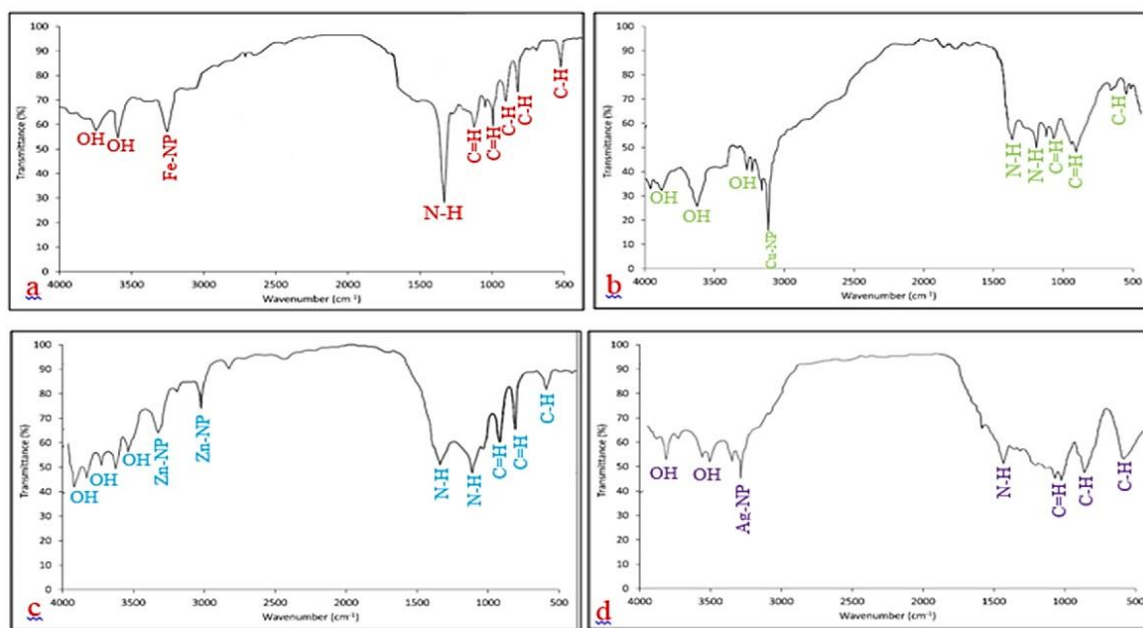 100
90
80
70
60
50
40
30
20
10
0
Transmittance (%)
OH
OH
Fe-NP
N-H
C=H
C=H
C-H
C-H
C-H
4000 3500 3000 2500 2000 1500 1000 500
Wavenumber (cm⁻¹)
a
100
90
80
70
60
50
40
30
20
10
0
Transmittance (%)
OH
OH
OH
Cu-NP
N-H
N-H
C=H
C=H
C-H
4000 3500 3000 2500 2000 1500 1000 500
Wavenumber (cm⁻¹)
b
100
90
80
70
60
50
40
30
20
10
0
Transmittance (%)
OH
OH
OH
Zn-NP
Zn-NP
N-H
N-H
C=H
C=H
C-H
4000 3500 3000 2500 2000 1500 1000 500
Wavenumber (cm⁻¹)
c
100
90
80
70
60
50
40
30
20
10
0
Transmittance (%)
OH
OH
Ag-NP
N-H
C=H
C-H
C-H
4000 3500 3000 2500 2000 1500 1000 500
Wavenumber (cm⁻¹)
d